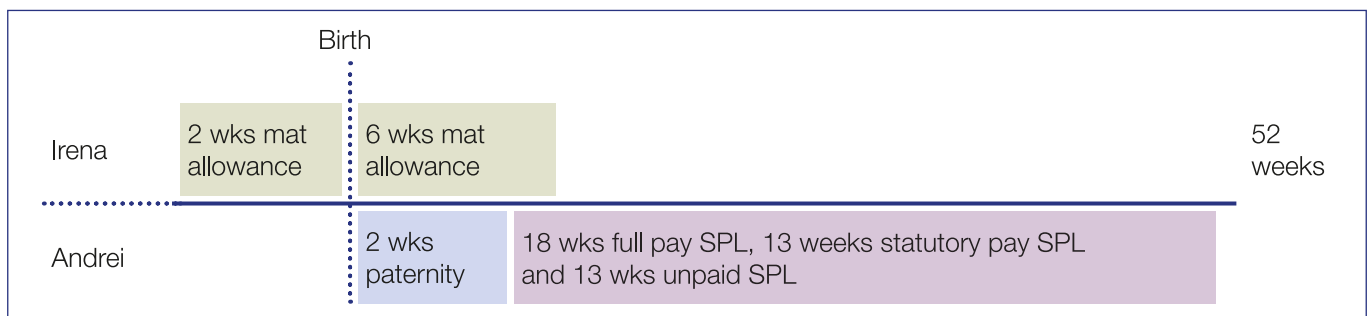 Birth
Irena
2 wks mat
allowance
6 wks mat
allowance
52
weeks
Andrei
2 wks
paternity
18 wks full pay SPL, 13 weeks statutory pay SPL
and 13 wks unpaid SPL